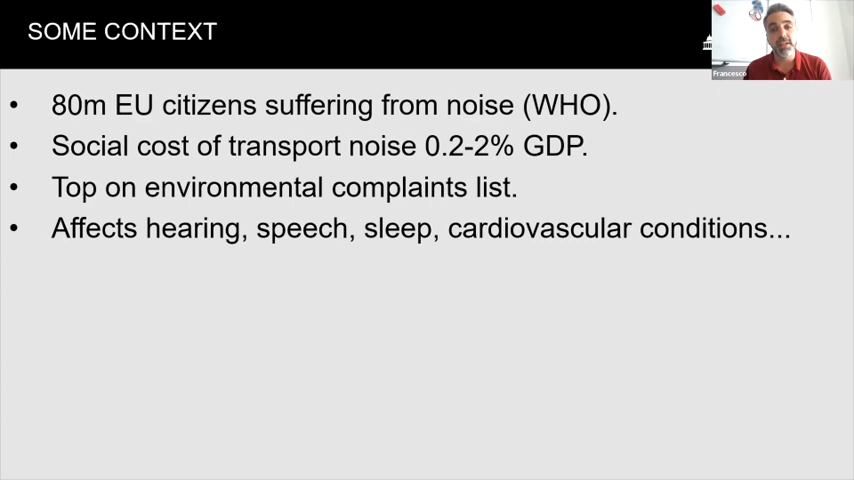 SOME CONTEXT
Francesco
• 80m EU citizens suffering from noise (WHO).
• Social cost of transport noise 0.2-2% GDP.
• Top on environmental complaints list.
• Affects hearing, speech, sleep, cardiovascular conditions...